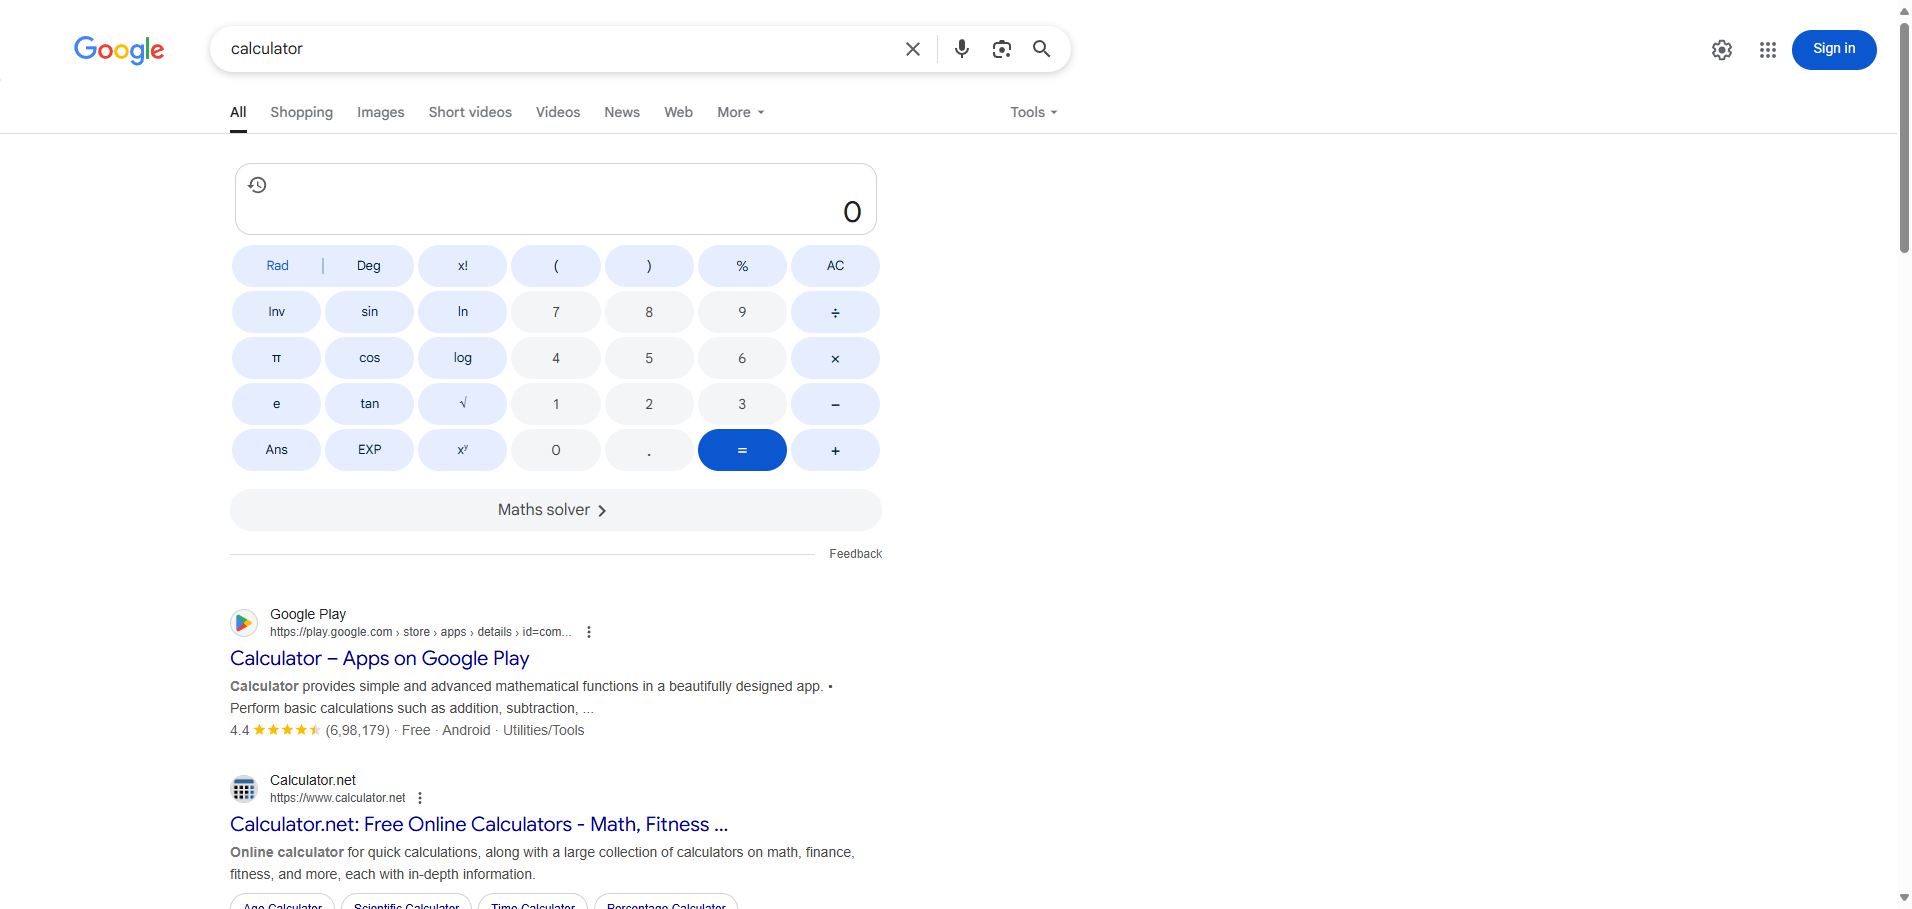 Google
calculator
Sign in
All Shopping Images Short videos Videos News Web More Tools
0
Rad | Deg x! ( ) % AC
Inv sin ln 7 8 9 ÷
π cos log 4 5 6 ×
e tan √ 1 2 3 −
Ans EXP xʸ 0 . = +
Maths solver
Feedback
Google Play
https://play.google.com › store › apps › details › id=com...
Calculator – Apps on Google Play
Calculator provides simple and advanced mathematical functions in a beautifully designed app. •
Perform basic calculations such as addition, subtraction, ...
4.4 (6,98,179) · Free · Android · Utilities/Tools
Calculator.net
https://www.calculator.net
Calculator.net: Free Online Calculators - Math, Fitness ...
Online calculator for quick calculations, along with a large collection of calculators on math, finance,
fitness, and more, each with in-depth information.
Age Calculator Scientific Calculator Time Calculator Percentage Calculator